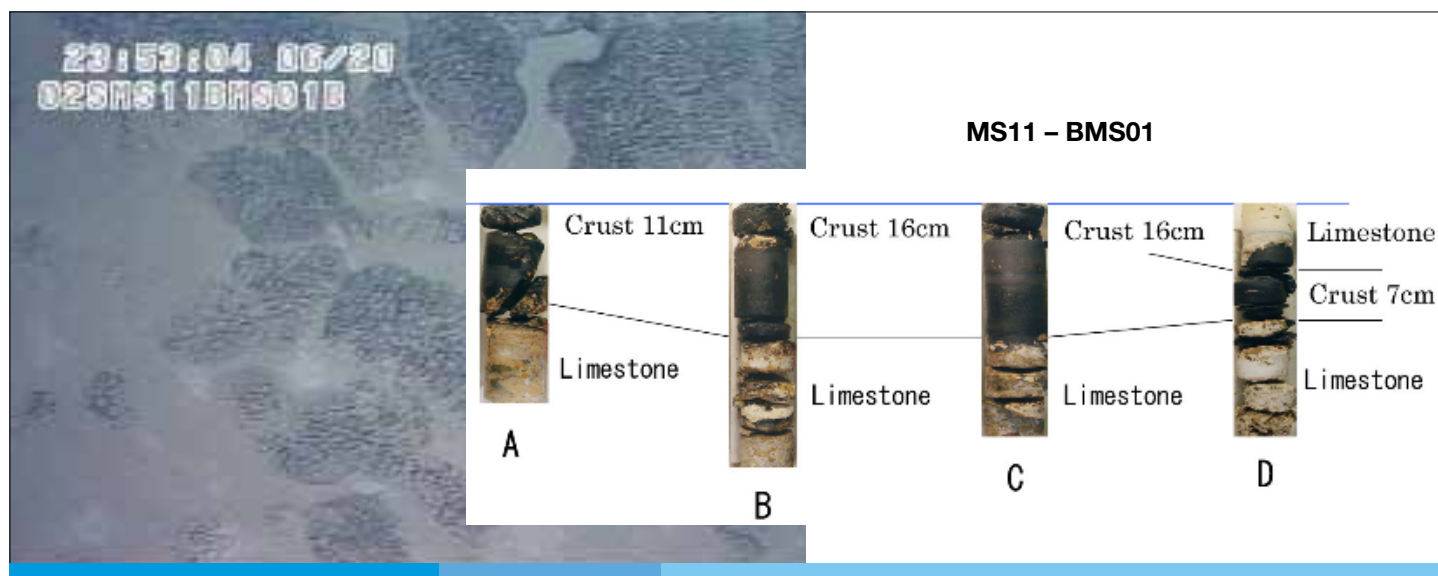 23:53:04 06/20
02SMS11BMS01B
MS11 – BMS01
Crust 11cm
Crust 16cm
Crust 16cm
Limestone
Crust 7cm
Limestone
Limestone
Limestone
Limestone
A
B
C
D